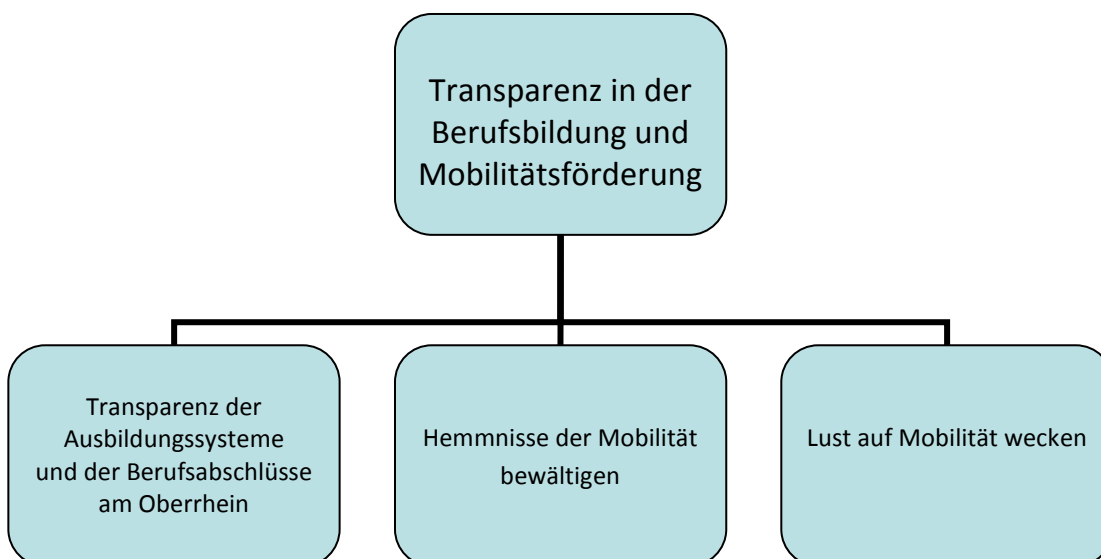 Transparenz in der
Berufsbildung und
Mobilitätsförderung
Transparenz der
Ausbildungssysteme
und der Berufsabschlüsse
am Oberrhein
Hemmnisse der Mobilität
bewältigen
Lust auf Mobilität wecken